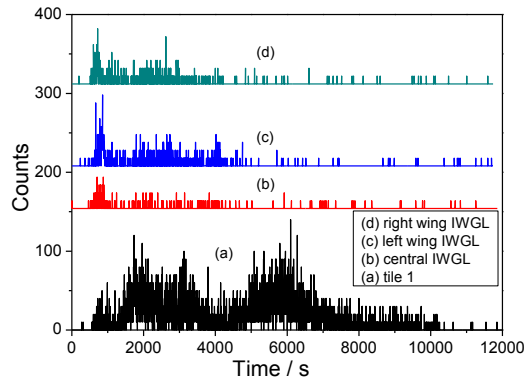 400
300
200
100
0
Counts
(d)
(c)
(b)
(a)
(d) right wing IWGL
(c) left wing IWGL
(b) central IWGL
(a) tile 1
0 2000 4000 6000 8000 10000 12000
Time / s